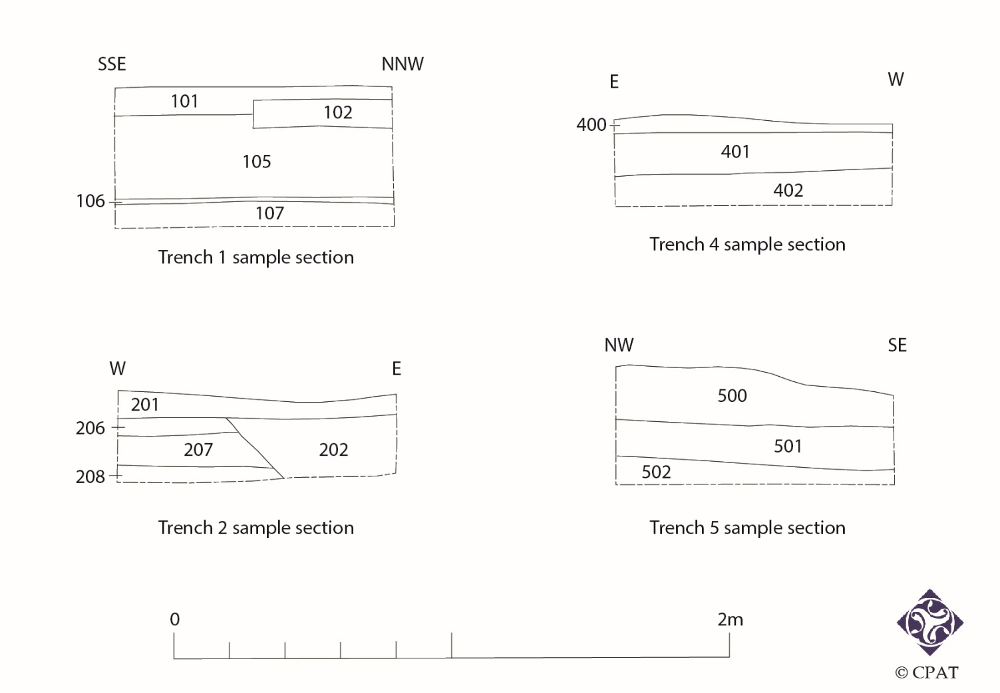 SSE NNW
101
102
105
106
107
Trench 1 sample section
E W
400
401
402
Trench 4 sample section
W E
201
206
207
202
208
Trench 2 sample section
NW SE
500
501
502
Trench 5 sample section
0 2m
© CPAT